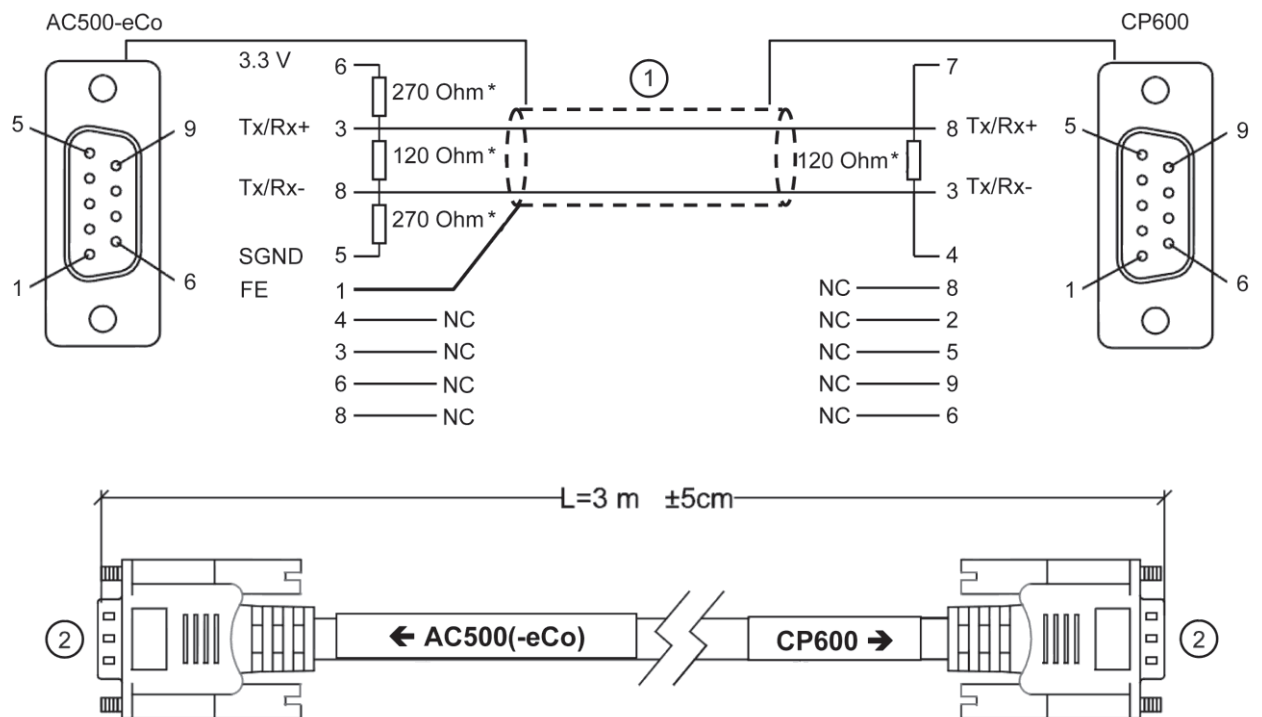 AC500-eCo CP600
3.3 V 6 1 7
270 Ohm *
5 9 Tx/Rx+ 3 8 Tx/Rx+ 5 9
120 Ohm * 120 Ohm *
Tx/Rx- 8 3 Tx/Rx-
270 Ohm *
SGND 5 4
1 6 FE 1 NC 8 1 6
4 NC NC 2
3 NC NC 5
6 NC NC 9
8 NC NC 6
L=3 m ±5cm
2 ← AC500(-eCo) CP600 → 2